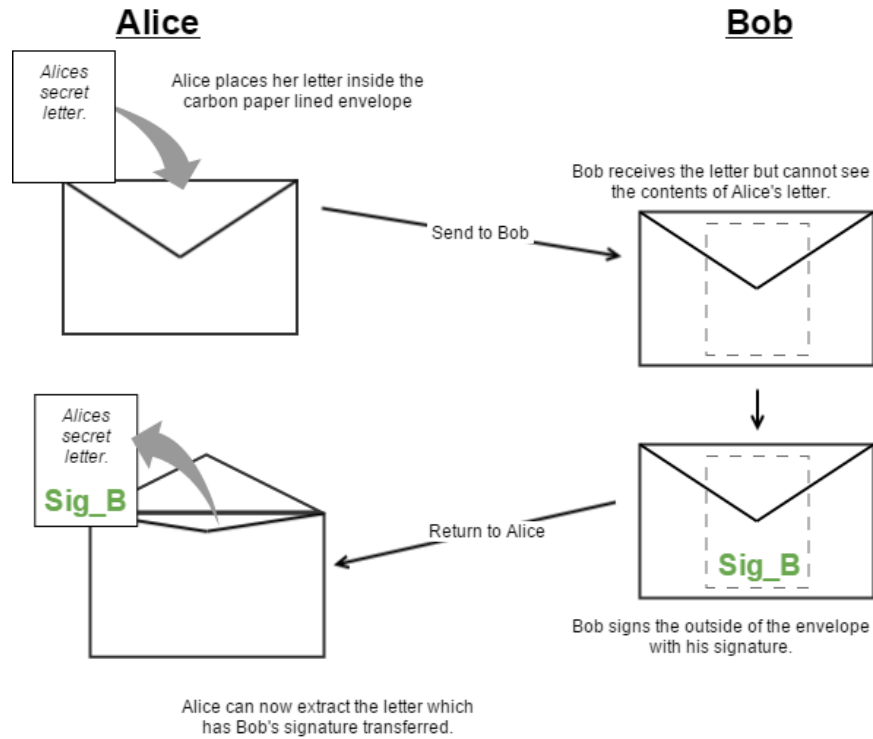 Alice
Bob
Alices
secret
letter.
Alice places her letter inside the
carbon paper lined envelope
Bob receives the letter but cannot see
the contents of Alice's letter.
Send to Bob
Alices
secret
letter.
Sig_B
Return to Alice
Sig_B
Bob signs the outside of the envelope
with his signature.
Alice can now extract the letter which
has Bob's signature transferred.